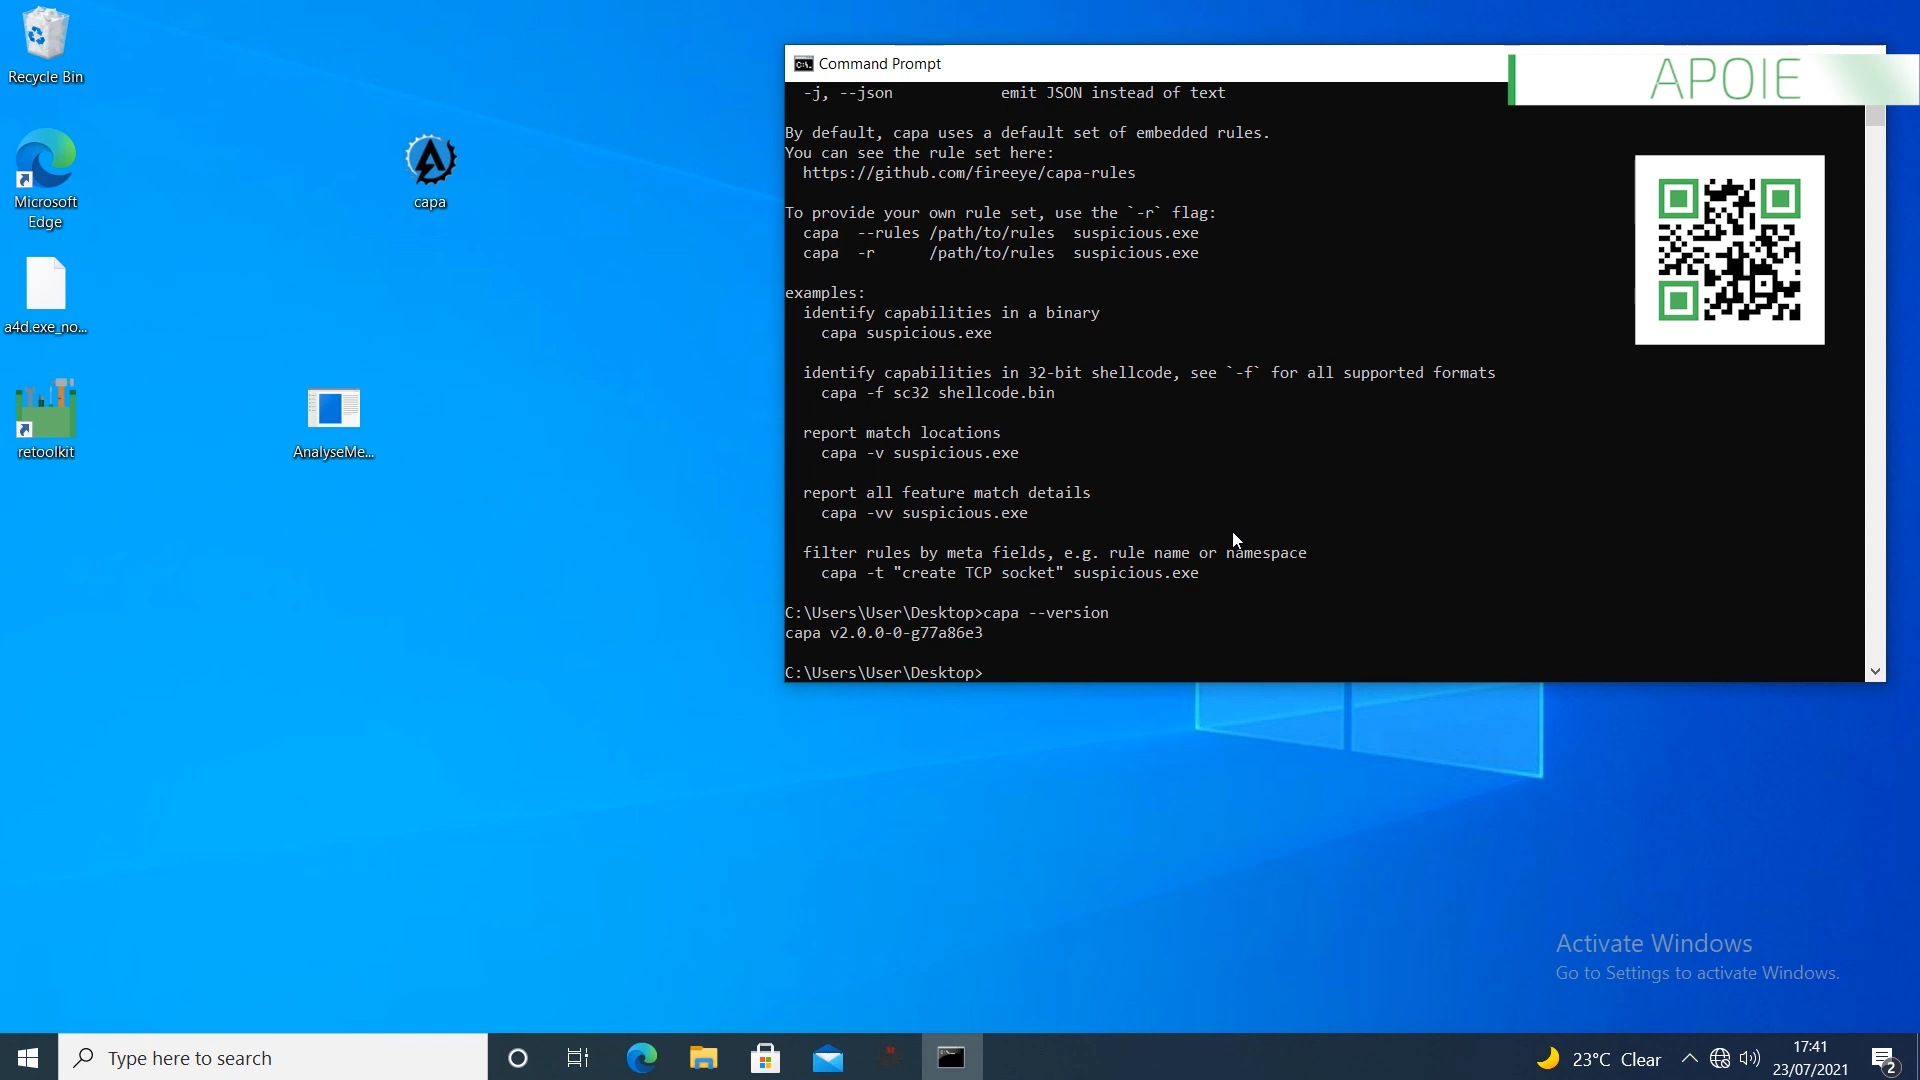 Recycle Bin
Microsoft
Edge
a4d.exe_no...
retoolkit
capa
AnalyseMe...
Command Prompt
APOIE
-j, --json emit JSON instead of text
By default, capa uses a default set of embedded rules.
You can see the rule set here:
https://github.com/fireeye/capa-rules
To provide your own rule set, use the `-r` flag:
capa --rules /path/to/rules suspicious.exe
capa -r /path/to/rules suspicious.exe
examples:
identify capabilities in a binary
capa suspicious.exe
identify capabilities in 32-bit shellcode, see `-f` for all supported formats
capa -f sc32 shellcode.bin
report match locations
capa -v suspicious.exe
report all feature match details
capa -vv suspicious.exe
filter rules by meta fields, e.g. rule name or namespace
capa -t "create TCP socket" suspicious.exe
C:\Users\User\Desktop>capa --version
capa v2.0.0-0-g77a86e3
C:\Users\User\Desktop>
Activate Windows
Go to Settings to activate Windows.
Type here to search
23°C Clear
17:41
23/07/2021
2